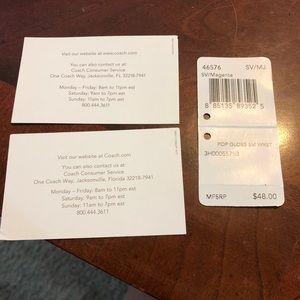 Visit our website at www.coach.com
You can also contact us at:
Coach Consumer Service
One Coach Way, Jacksonville, FL 32218-7941
Monday – Friday: 8am to 11pm est
Saturday: 9am to 7pm est
Sunday: 11am to 7pm est
800.444.3611
Visit our website at Coach.com
You can also contact us at:
Coach Consumer Service
One Coach Way, Jacksonville, Florida 32218-7941
Monday – Friday: 8am to 11pm est
Saturday: 9am to 7pm est
Sunday: 11am to 7pm est
800.444.3611
46576 SV/MJ
SV/Magenta
8 85135 89352 5
POP GLOSS SM WRST
MFSRP $48.00